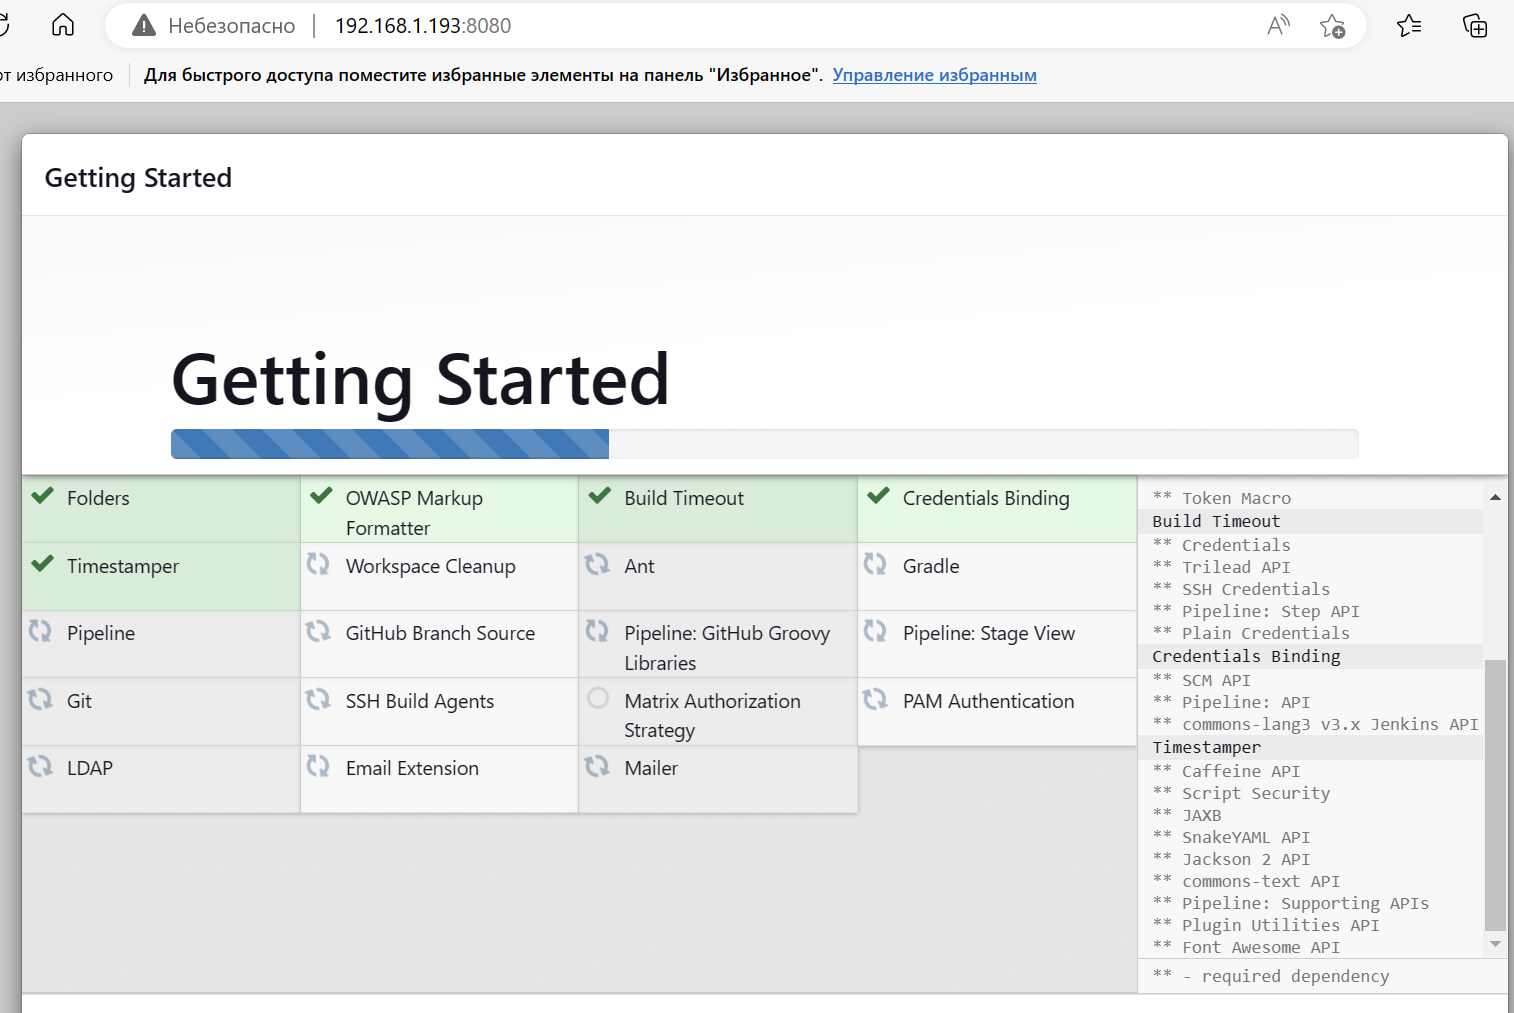 Небезопасно
192.168.1.193:8080
от избранного
Для быстрого доступа поместите избранные элементы на панель "Избранное". Управление избранным
Getting Started
Getting Started
Folders
OWASP Markup
Formatter
Build Timeout
Credentials Binding
Timestamper
Workspace Cleanup
Ant
Gradle
Pipeline
GitHub Branch Source
Pipeline: GitHub Groovy
Libraries
Pipeline: Stage View
Git
SSH Build Agents
Matrix Authorization
Strategy
PAM Authentication
LDAP
Email Extension
Mailer
** Token Macro
Build Timeout
** Credentials
** Trilead API
** SSH Credentials
** Pipeline: Step API
** Plain Credentials
Credentials Binding
** SCM API
** Pipeline: API
** commons-lang3 v3.x Jenkins API
Timestamper
** Caffeine API
** Script Security
** JAXB
** SnakeYAML API
** Jackson 2 API
** commons-text API
** Pipeline: Supporting APIs
** Plugin Utilities API
** Font Awesome API
** - required dependency